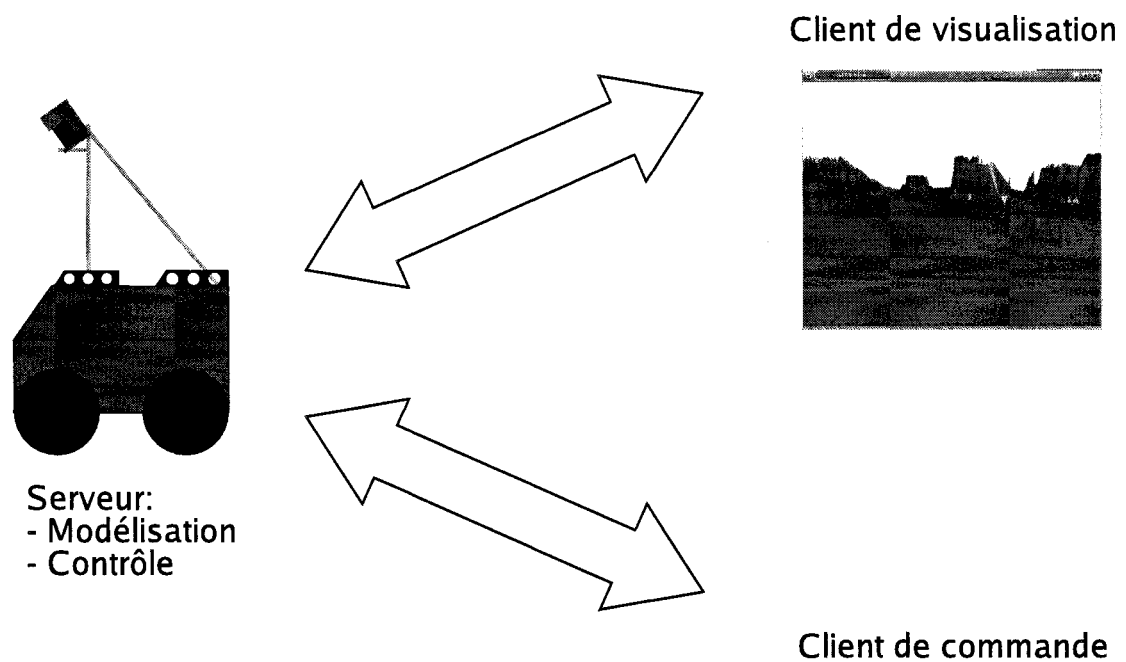 Client de visualisation
Serveur:
- Modélisation
- Contrôle
Client de commande